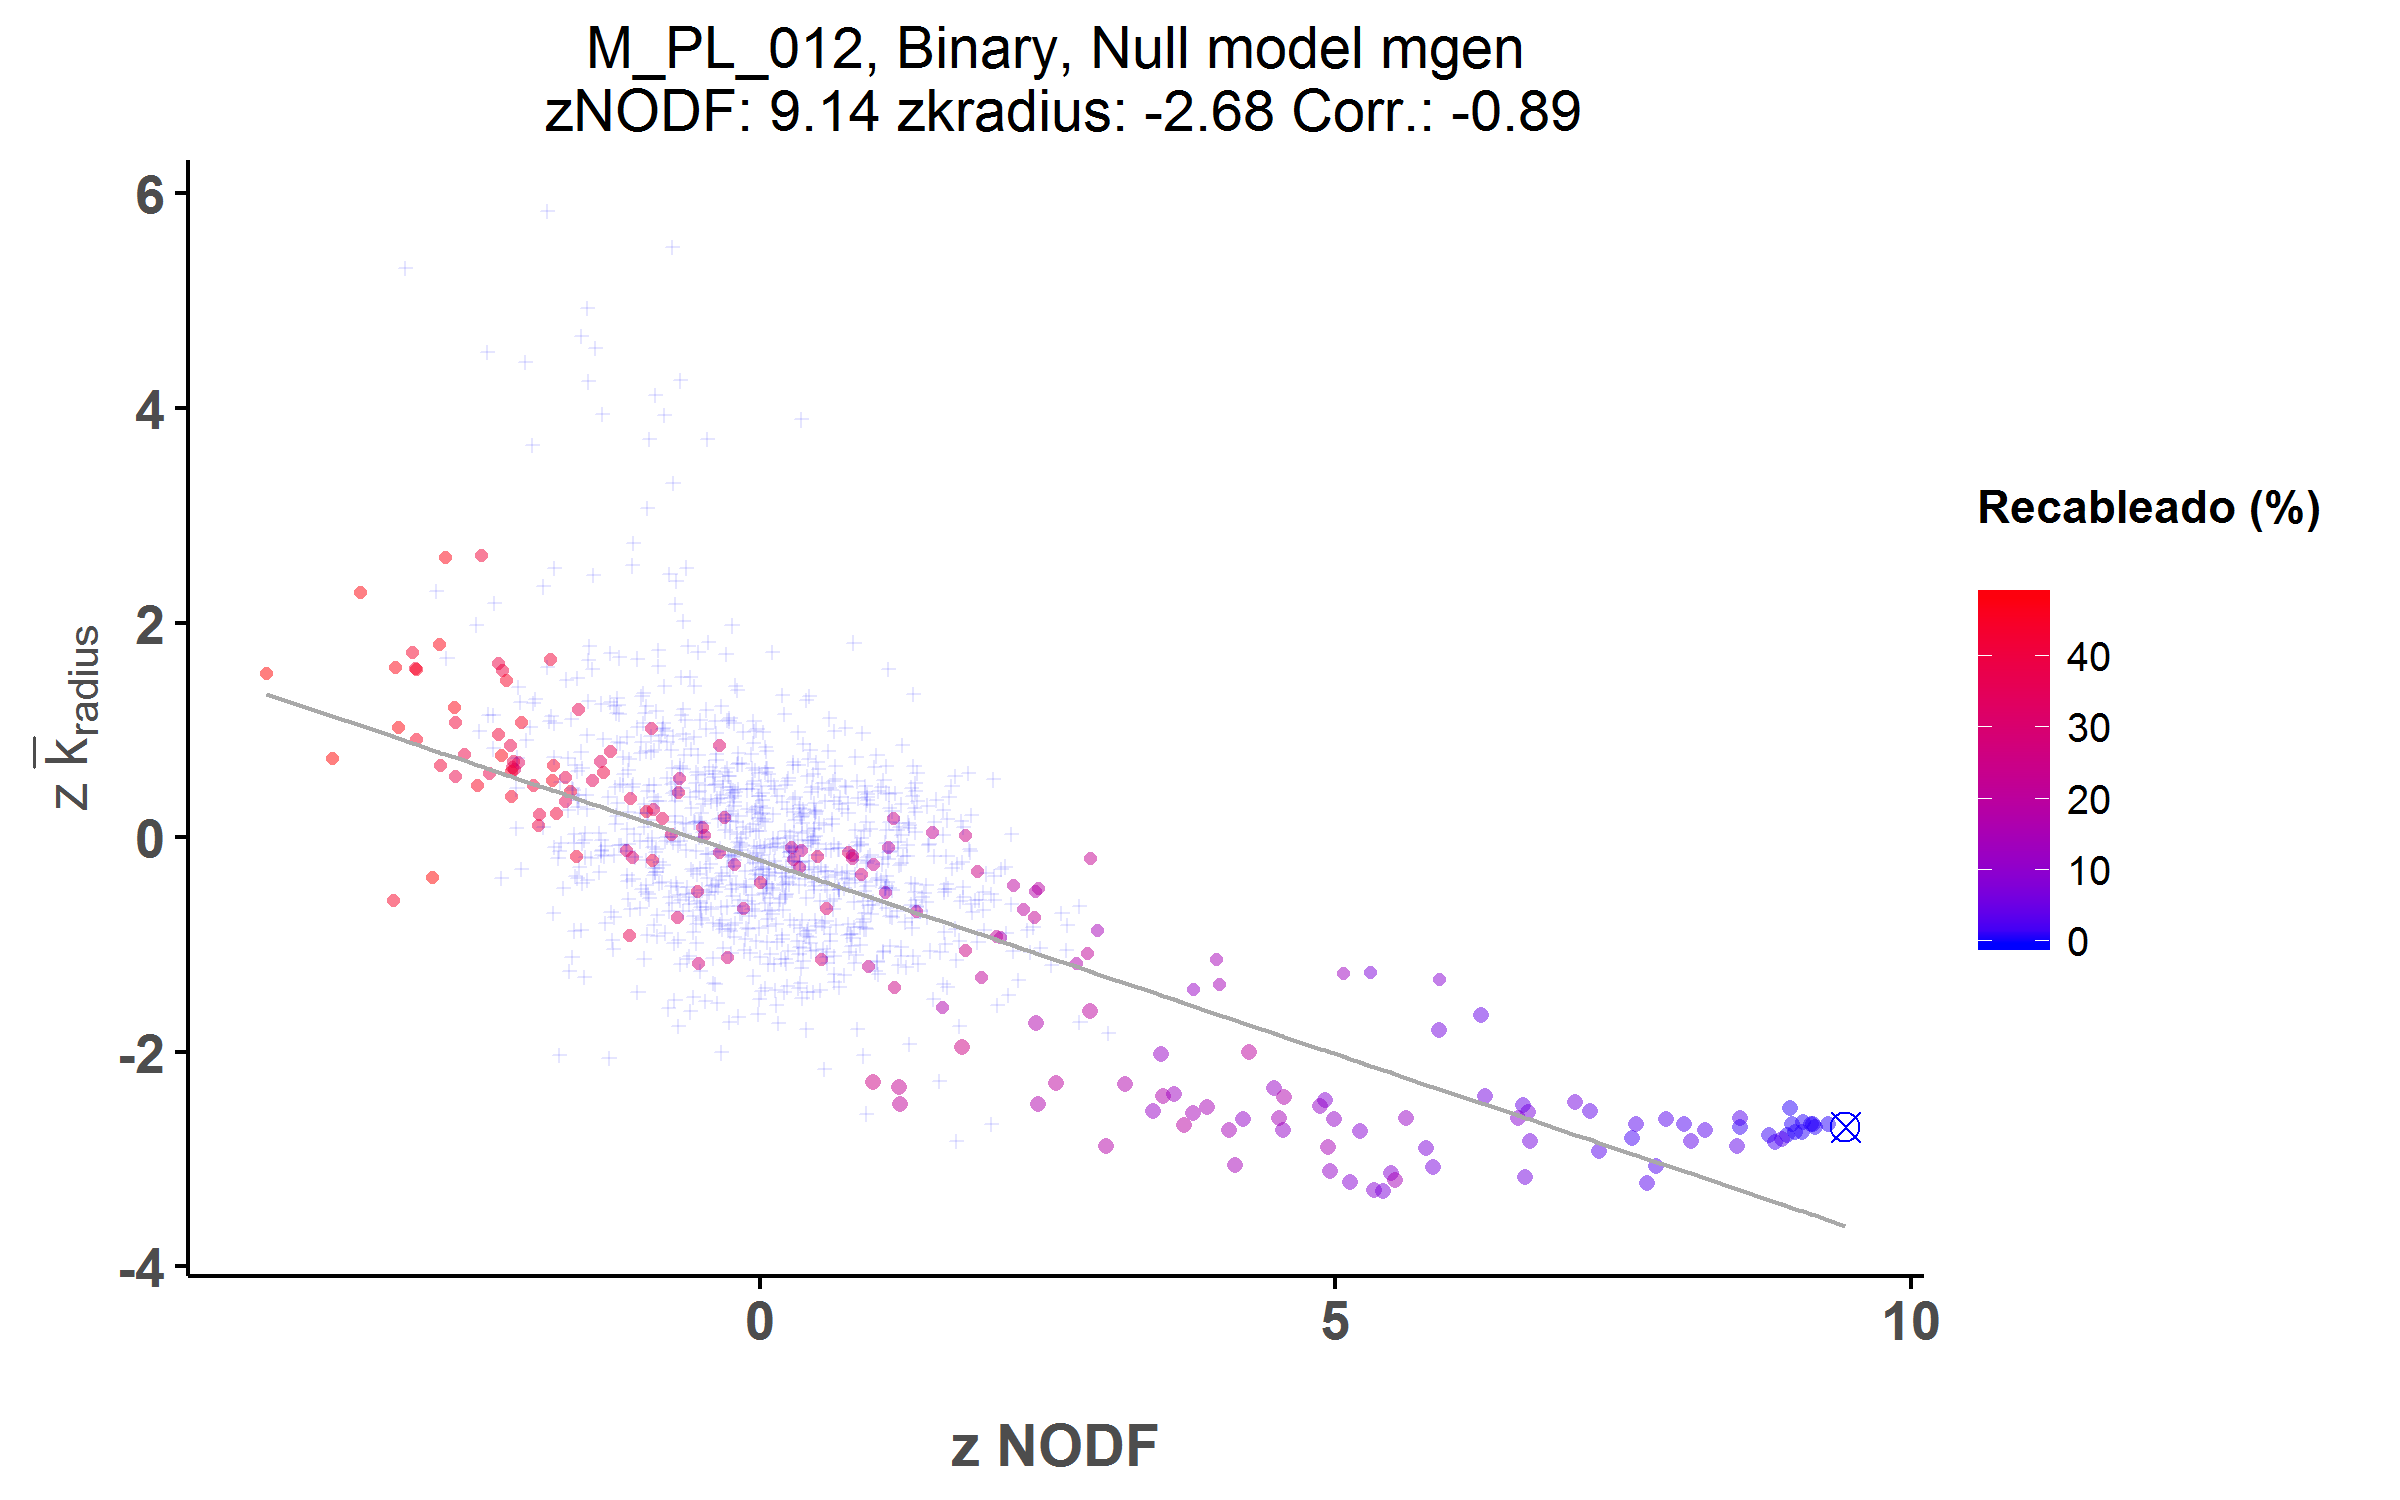 M_PL_012, Binary, Null model mgen
zNODF: 9.14 zkradius: -2.68 Corr.: -0.89
6
4
2
0
-2
-4
z k̅radius
0
5
10
z NODF
Recableado (%)
40
30
20
10
0